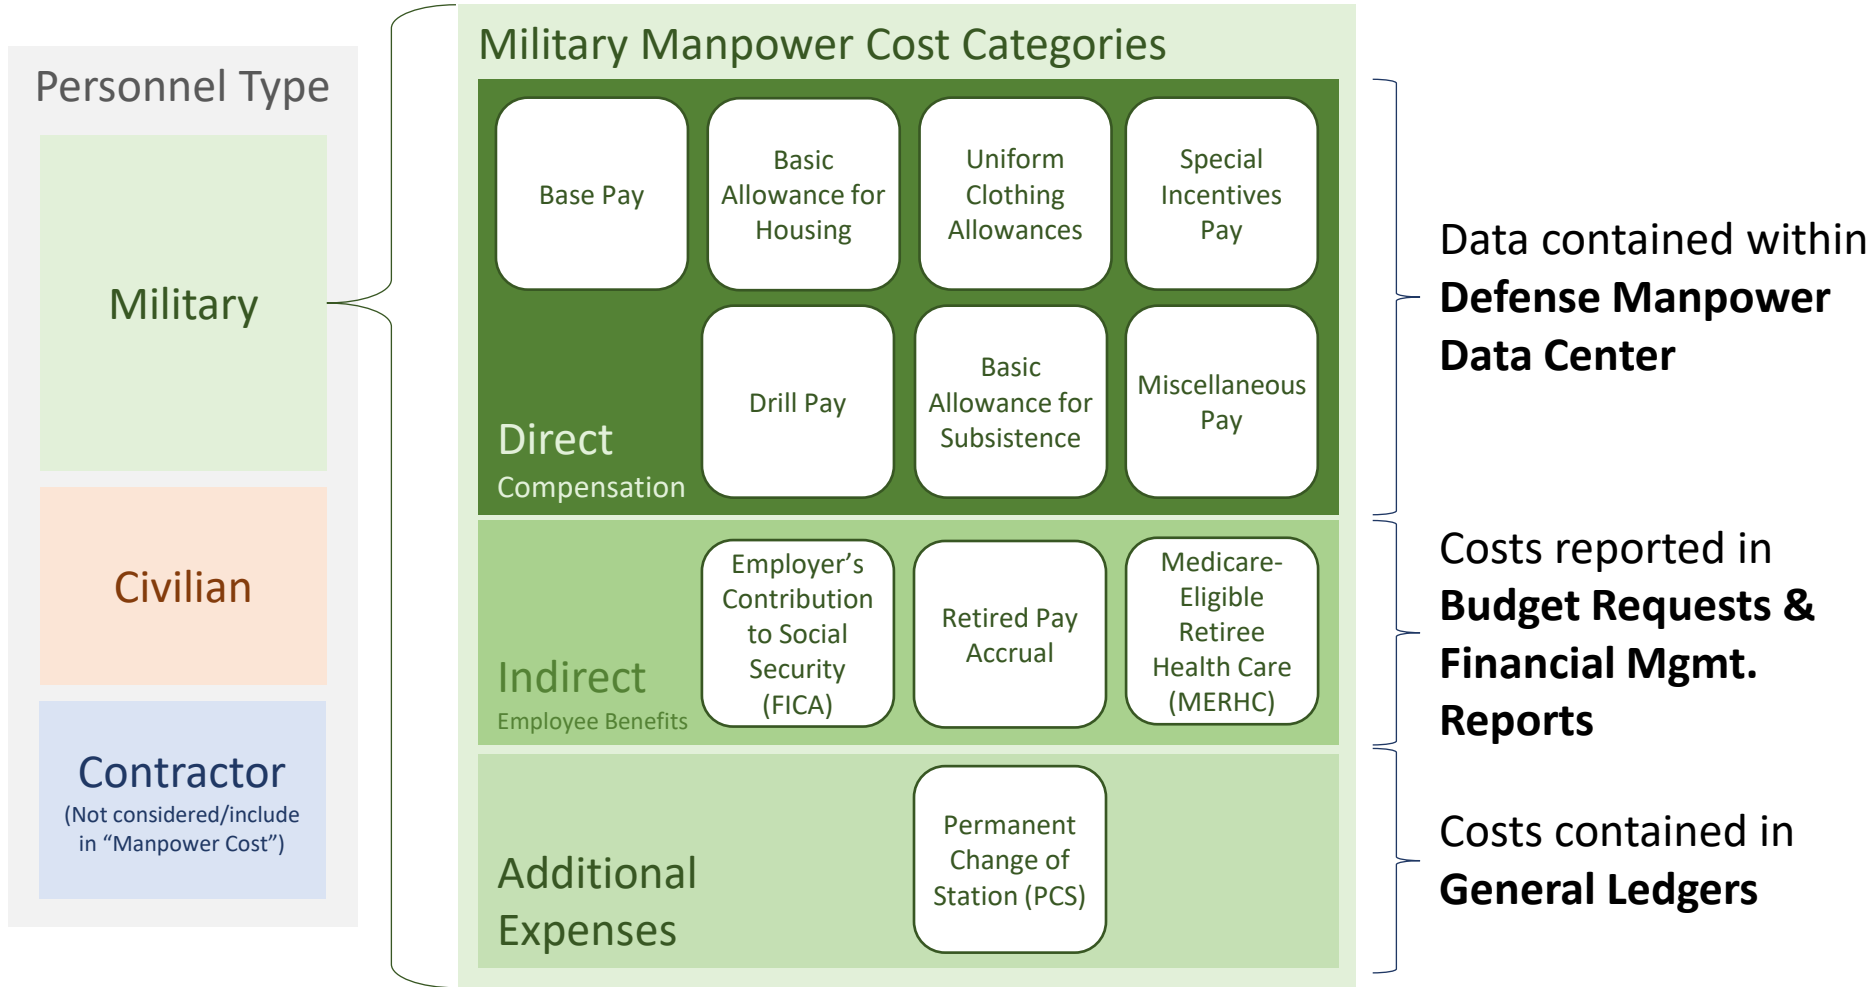 Personnel Type
Military
Civilian
Contractor
(Not considered/include
in “Manpower Cost”)
Military Manpower Cost Categories
Base Pay
Basic
Allowance for
Housing
Uniform
Clothing
Allowances
Special
Incentives
Pay
Drill Pay
Basic
Allowance for
Subsistence
Miscellaneous
Pay
Direct
Compensation
Employer’s
Contribution
to Social
Security
(FICA)
Retired Pay
Accrual
Medicare-
Eligible
Retiree
Health Care
(MERHC)
Indirect
Employee Benefits
Permanent
Change of
Station (PCS)
Additional
Expenses
Data contained within
Defense Manpower
Data Center
Costs reported in
Budget Requests &
Financial Mgmt.
Reports
Costs contained in
General Ledgers